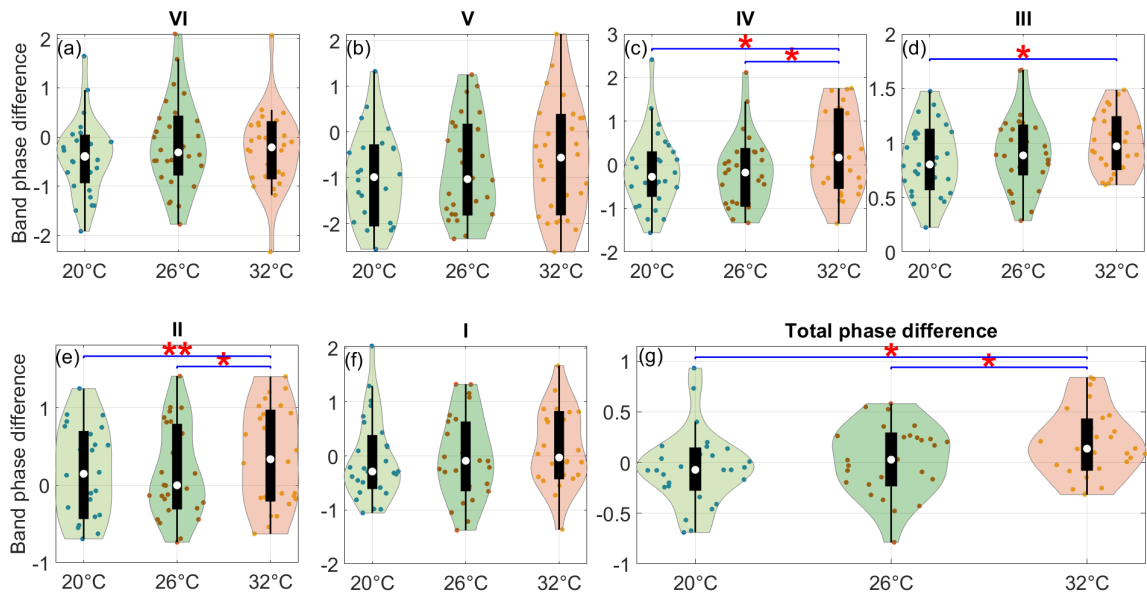 VI V IV III
(a) (b) (c) * * (d) *
Band phase difference
2 1 0 -1 -2
2 1 0 -1 -2
3 2 1 0 -1 -2
2 1.5 1 0.5 0
20°C 26°C 32°C 20°C 26°C 32°C 20°C 26°C 32°C 20°C 26°C 32°C
II I Total phase difference
(e) ** * (f) (g) * *
Band phase difference
1 0 -1
2 1 0 -1 -2
1 0.5 0 -0.5 -1
20°C 26°C 32°C 20°C 26°C 32°C 20°C 26°C 32°C